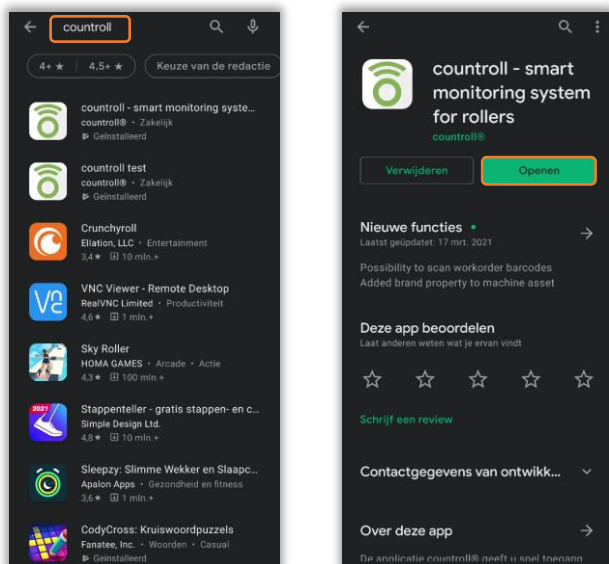 countroll
4+ ★ | 4,5+ ★
Keuze van de redactie
countroll - smart monitoring syste...
countroll® • Zakelijk
Geïnstalleerd
countroll test
countroll® • Zakelijk
Geïnstalleerd
Crunchyroll
Ellation, LLC • Entertainment
3,4 ★ 10 mln.+
VNC Viewer - Remote Desktop
RealVNC Limited • Productiviteit
4,6 ★ 1 mln.+
Sky Roller
HOMA GAMES • Arcade • Actie
4,3 ★ 100 mln.+
2021
Stappenteller - gratis stappen- en c...
Simple Design Ltd.
4,8 ★ 10 mln.+
Sleepzy: Slimme Wekker en Slaapc...
Apalon Apps • Gezondheid en fitness
3,6 ★ 1 mln.+
CodyCross: Kruiswoordpuzzels
Fanatee, Inc. • Woorden • Casual
Geïnstalleerd
countroll - smart
monitoring system
for rollers
countroll®
Verwijderen
Openen
Nieuwe functies •
Laatst geüpdatet: 17 mrt. 2021
Possibility to scan workorder barcodes
Added brand property to machine asset
Deze app beoordelen
Laat anderen weten wat je ervan vindt
Schrijf een review
Contactgegevens van ontwikk...
Over deze app
De applicatie countroll® geeft u snel toegang